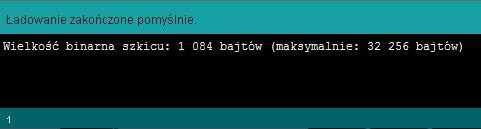 Ładowanie zakończone pomyślnie.
Wielkość binarna szkicu: 1 084 bajtów (maksymalnie: 32 256 bajtów)
1